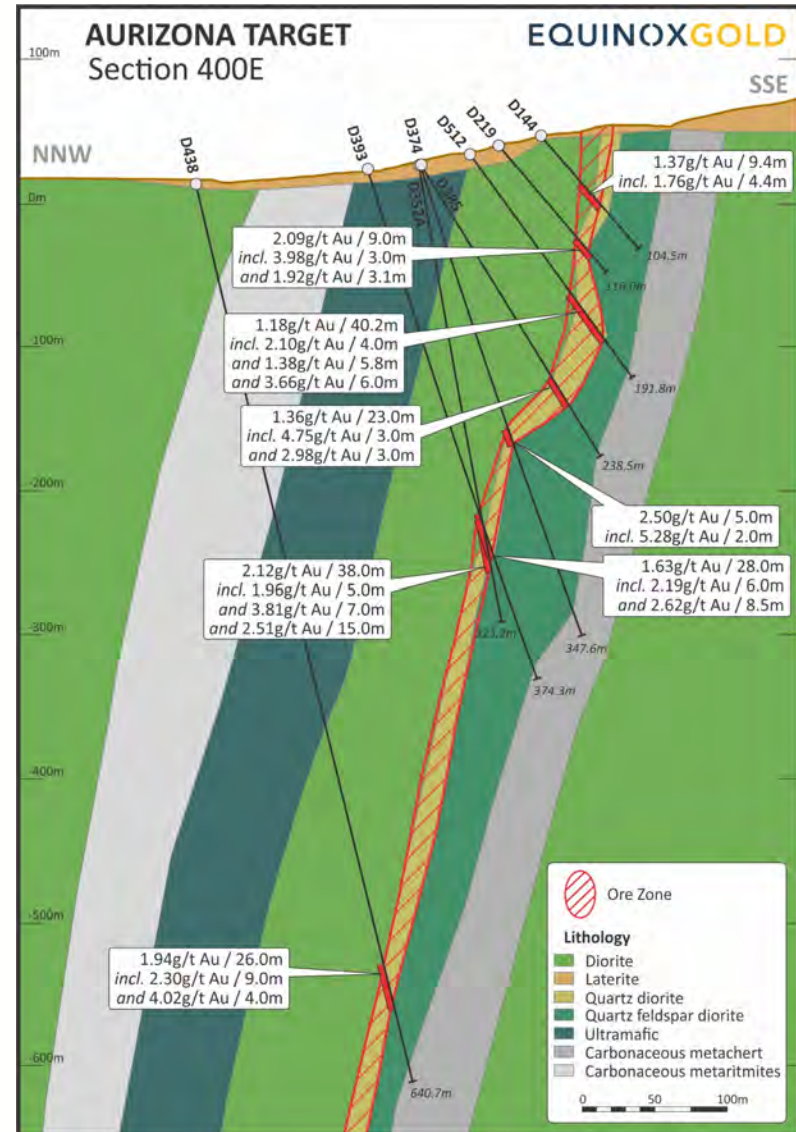 AURIZONA TARGET
Section 400E
EQUINOXGOLD
SSE
NNW
100m
0m
-100m
-200m
-300m
-400m
-500m
-600m
D438
D393
D374
D512
D219
D144
D352A
1.37g/t Au / 9.4m
incl. 1.76g/t Au / 4.4m
2.09g/t Au / 9.0m
incl. 3.98g/t Au / 3.0m
and 1.92g/t Au / 3.1m
1.18g/t Au / 40.2m
incl. 2.10g/t Au / 4.0m
and 1.38g/t Au / 5.8m
and 3.66g/t Au / 6.0m
1.36g/t Au / 23.0m
incl. 4.75g/t Au / 3.0m
and 2.98g/t Au / 3.0m
2.50g/t Au / 5.0m
incl. 5.28g/t Au / 2.0m
1.63g/t Au / 28.0m
incl. 2.19g/t Au / 6.0m
and 2.62g/t Au / 8.5m
2.12g/t Au / 38.0m
incl. 1.96g/t Au / 5.0m
and 3.81g/t Au / 7.0m
and 2.51g/t Au / 15.0m
1.94g/t Au / 26.0m
incl. 2.30g/t Au / 9.0m
and 4.02g/t Au / 4.0m
104.5m
191.8m
238.5m
347.6m
374.3m
640.7m
Ore Zone
Lithology
Diorite
Laterite
Quartz diorite
Quartz feldspar diorite
Ultramafic
Carbonaceous metachert
Carbonaceous metaritmites
0 50 100m